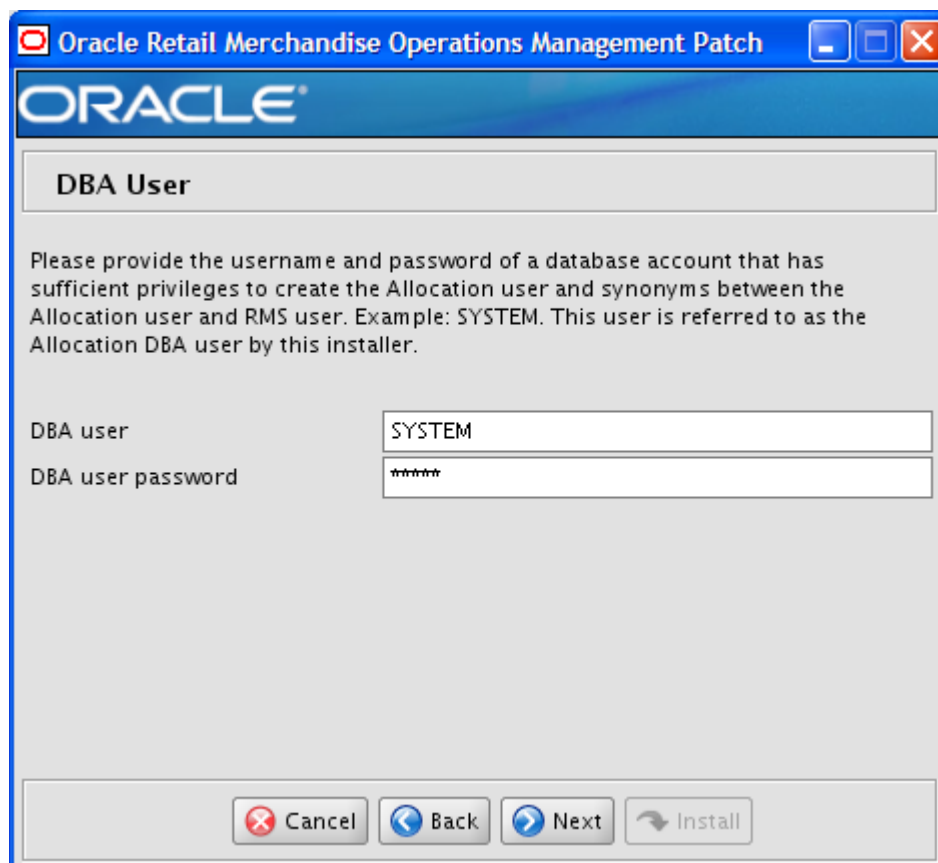 Oracle Retail Merchandise Operations Management Patch
ORACLE®
DBA User
Please provide the username and password of a database account that has
sufficient privileges to create the Allocation user and synonyms between the
Allocation user and RMS user. Example: SYSTEM. This user is referred to as the
Allocation DBA user by this installer.
DBA user SYSTEM
DBA user password *****
Cancel Back Next Install